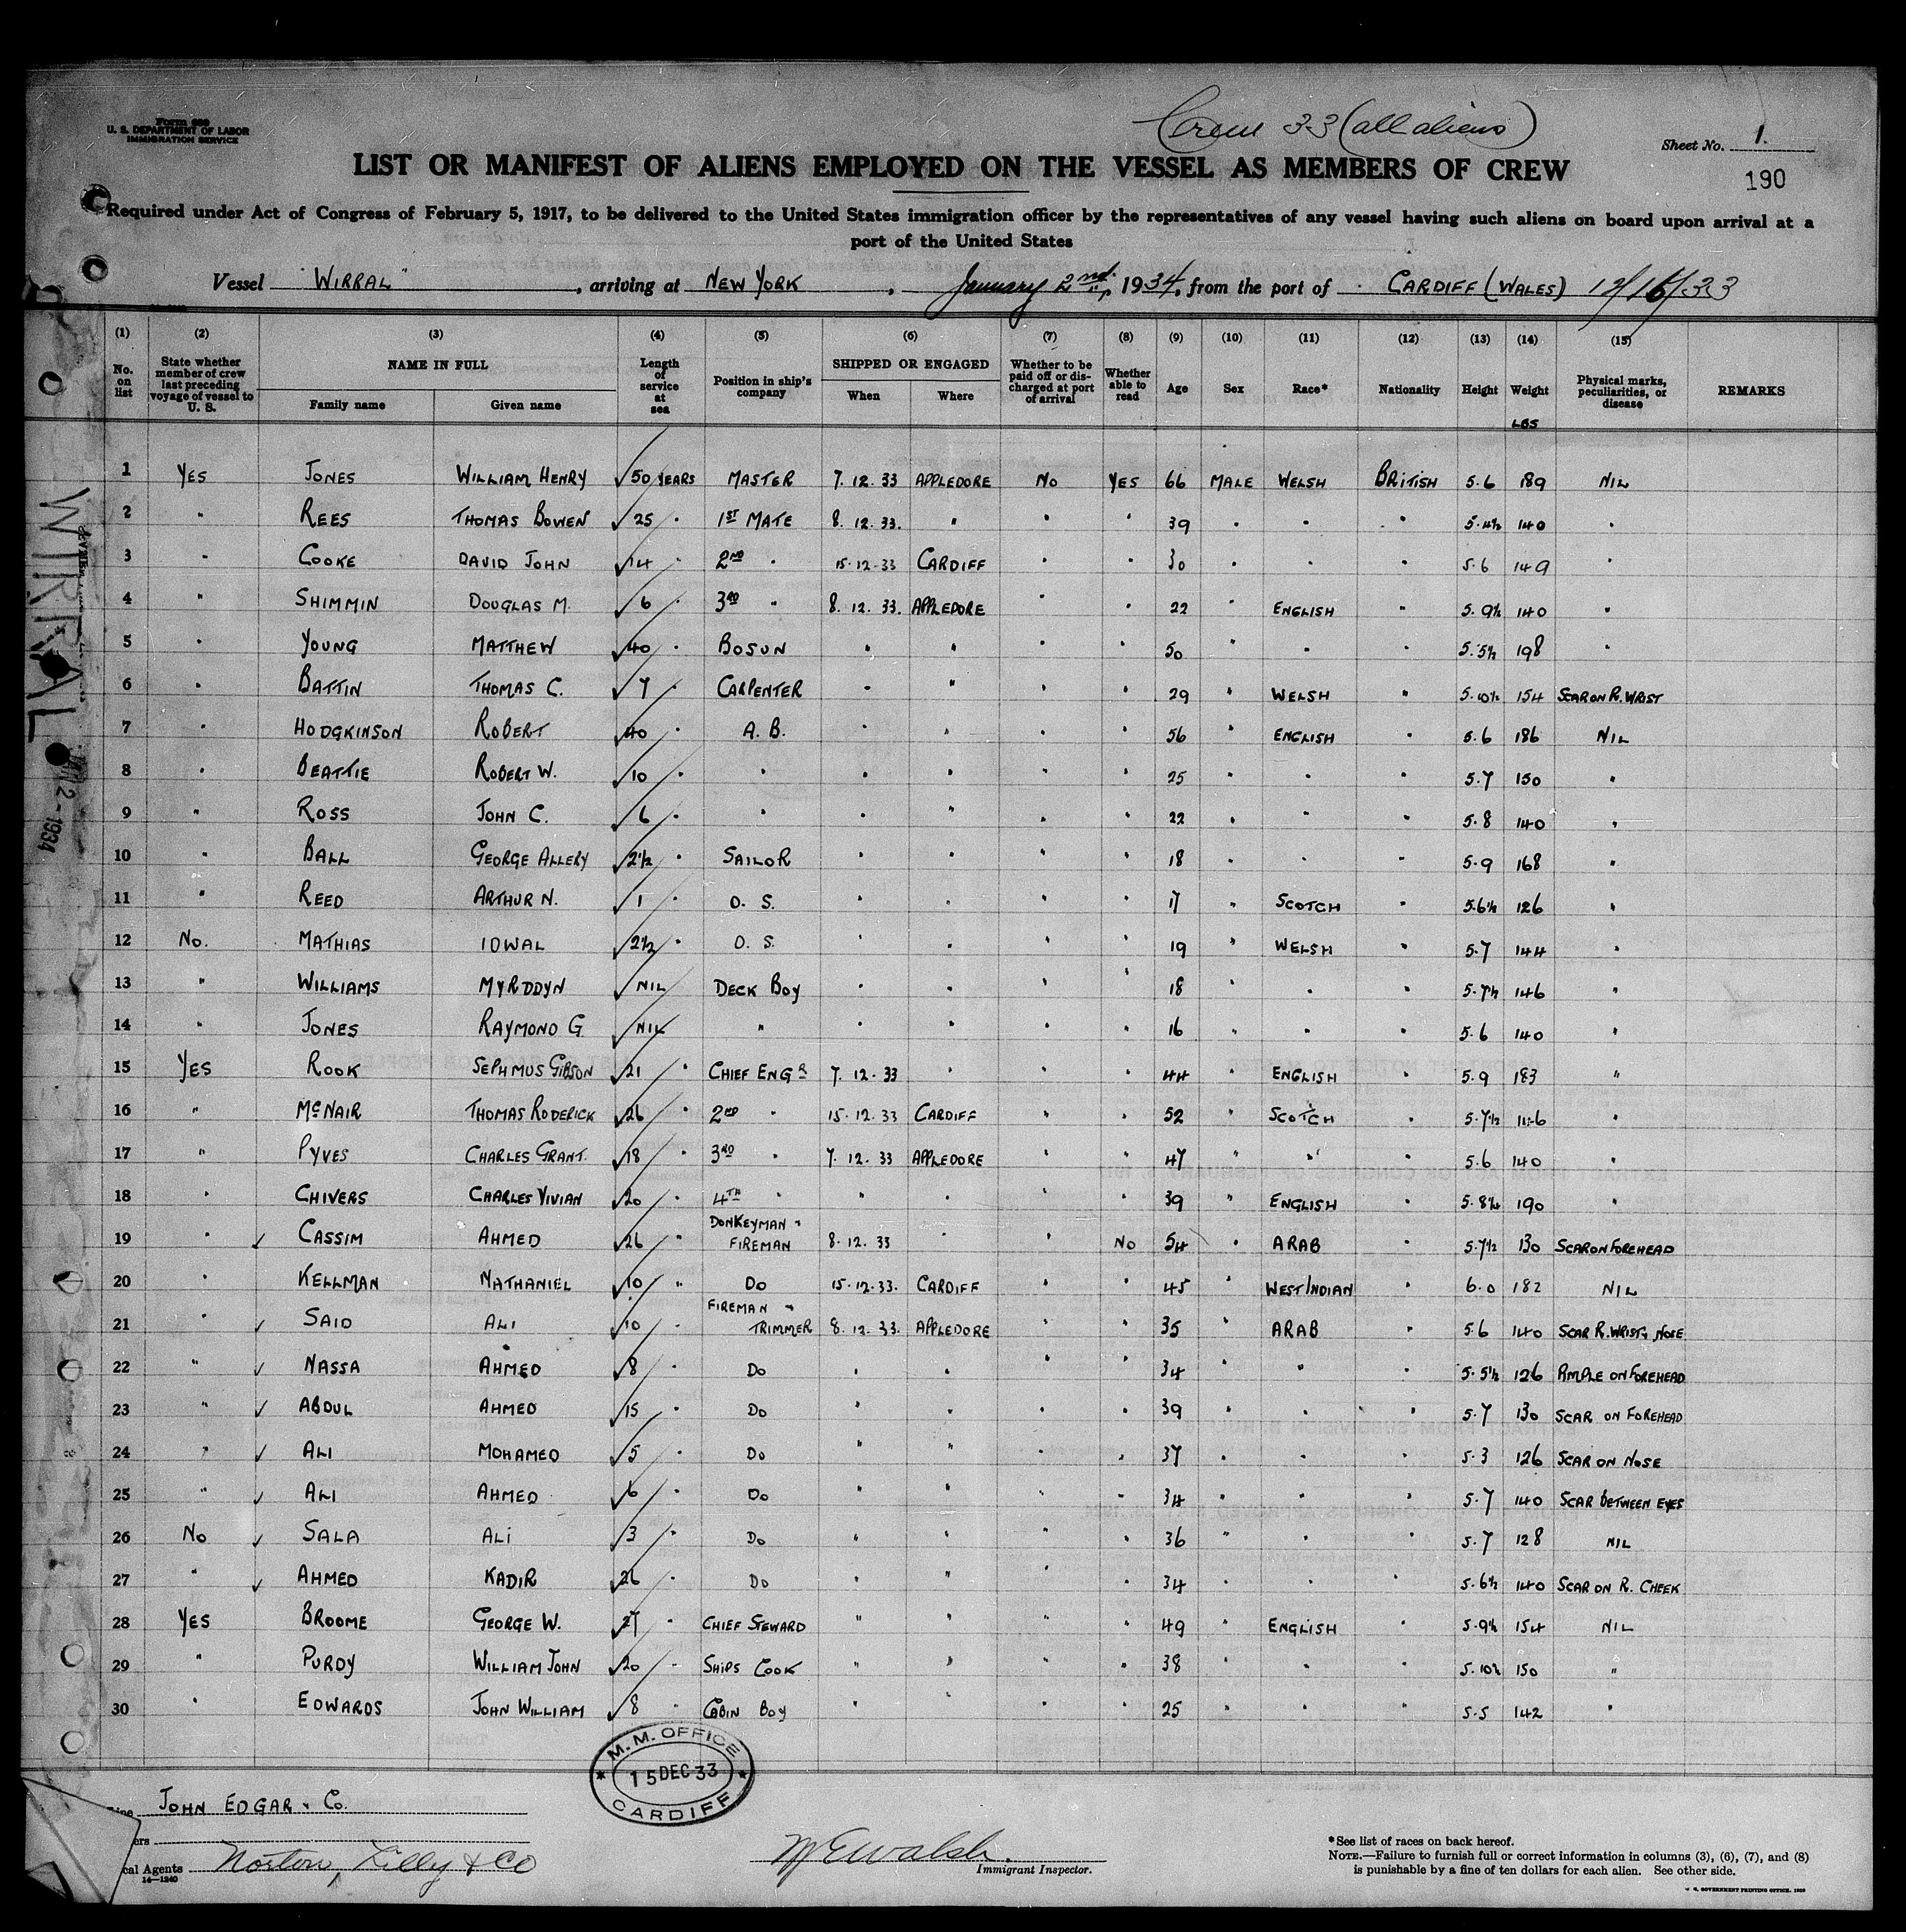 Form 680
U. S. DEPARTMENT OF LABOR
IMMIGRATION SERVICE
Crew 33 (all aliens)
Sheet No. 1.
190
LIST OR MANIFEST OF ALIENS EMPLOYED ON THE VESSEL AS MEMBERS OF CREW
Required under Act of Congress of February 5, 1917, to be delivered to the United States immigration officer by the representatives of any vessel having such aliens on board upon arrival at a
port of the United States
Vessel "WIRRAL", arriving at NEW YORK, January 2nd, 1934, from the port of CARDIFF (WALES) 12/16/33
(1) No. on list (2) State whether member of crew last preceding voyage of vessel to U. S. (3) NAME IN FULL Family name Given name (4) Length of service at sea (5) Position in ship's company (6) SHIPPED OR ENGAGED When Where (7) Whether to be paid off or discharged at port of arrival (8) Whether able to read (9) Age (10) Sex (11) Race* (12) Nationality (13) Height (14) Weight LBS (15) Physical marks, peculiarities, or disease REMARKS
1 YES JONES WILLIAM HENRY 50 YEARS MASTER 7.12.33 APPLEDORE NO YES 66 MALE WELSH BRITISH 5.6 189 NIL
2 " REES THOMAS BOWEN 25 " 1ST MATE 8.12.33. " " " 39 " " " 5.4½ 140 "
3 " COOKE DAVID JOHN 14 " 2ND " 15.12.33 CARDIFF " " 30 " " " 5.6 149 "
4 " SHIMMIN DOUGLAS M. 6 " 3RD " 8.12.33. APPLEDORE " " 22 " ENGLISH " 5.9½ 140 "
5 " YOUNG MATTHEW 40 " BOSUN " " " " 50 " " " 5.5½ 198 "
6 " BATTIN THOMAS C. 7 " CARPENTER " " " " 29 " WELSH " 5.10½ 154 SCAR ON R. WRIST
7 " HODGKINSON ROBERT 40 " A.B. " " " " 56 " ENGLISH " 5.6 186 NIL
8 " BEATTIE ROBERT W. 10 " " " " " " 25 " " " 5.7 150 "
9 " ROSS JOHN C. 6 " " " " " " 22 " " " 5.8 140 "
10 " BALL GEORGE ALLERY 2½ " SAILOR " " " " 18 " " " 5.9 168 "
11 " REED ARTHUR N. 1 " O.S. " " " " 17 " SCOTCH " 5.6½ 126 "
12 NO. MATHIAS IDWAL 2½ " O.S. " " " " 19 " WELSH " 5.7 144 "
13 " WILLIAMS MYRDDYN NIL DECK BOY " " " " 18 " " " 5.7½ 146 "
14 " JONES RAYMOND G. NIL " " " " " 16 " " " 5.6 140 "
15 YES ROOK SEPHMUS GIBSON 21 " CHIEF ENGR 7.12.33 " " " 44 " ENGLISH " 5.9 183 "
16 " McNAIR THOMAS RODERICK 26 " 2ND " 15.12.33 CARDIFF " " 52 " SCOTCH " 5.7½ 146 "
17 " PYVES CHARLES GRANT. 18 " 3RD " 7.12.33 APPLEDORE " " 47 " " " 5.6 140 "
18 " CHIVERS CHARLES VIVIAN 20 " 4TH " " " " " 39 " ENGLISH " 5.8½ 190 "
19 " CASSIM AHMED 26 " DONKEYMAN & FIREMAN 8.12.33 " " NO 54 " ARAB " 5.7½ 130 SCAR ON FOREHEAD
20 " KELLMAN NATHANIEL 10 " DO 15.12.33. CARDIFF " " 45 " WEST INDIAN " 6.0 182 NIL
21 " SAID ALI 10 " FIREMAN & TRIMMER 8.12.33. APPLEDORE " " 35 " ARAB " 5.6 140 SCAR R. WRIST & NOSE
22 " NASSA AHMED 8 " DO " " " " 34 " " " 5.5½ 126 PIMPLE ON FOREHEAD
23 " ABDUL AHMED 15 " DO " " " " 39 " " " 5.7 130 SCAR ON FOREHEAD
24 " ALI MOHAMED 5 " DO " " " " 37 " " " 5.3 126 SCAR ON NOSE
25 " ALI AHMED 6 " DO " " " " 34 " " " 5.7 140 SCAR BETWEEN EYES
26 NO SALA ALI 3 " DO " " " " 36 " " " 5.7 128 NIL
27 " AHMED KADIR 26 " DO " " " " 34 " " " 5.6½ 140 SCAR ON R. CHEEK
28 YES BROOME GEORGE W. 27 " CHIEF STEWARD " " " " 49 " ENGLISH " 5.9½ 154 NIL
29 " PURDY WILLIAM JOHN 20 " SHIPS COOK " " " " 38 " " " 5.10½ 150 "
30 " EDWARDS JOHN WILLIAM 8 " CABIN BOY " " " " 25 " " " 5.5 142 "
WIRRAL
2-1934
M.M. OFFICE
15 DEC 33
CARDIFF
JOHN EDGAR & Co.
Norton, Lilly & Co
cal Agents
14—1240
Immigrant Inspector.
*See list of races on back hereof.
NOTE.—Failure to furnish full or correct information in columns (3), (6), (7), and (8)
is punishable by a fine of ten dollars for each alien. See other side.
GOVERNMENT PRINTING OFFICE